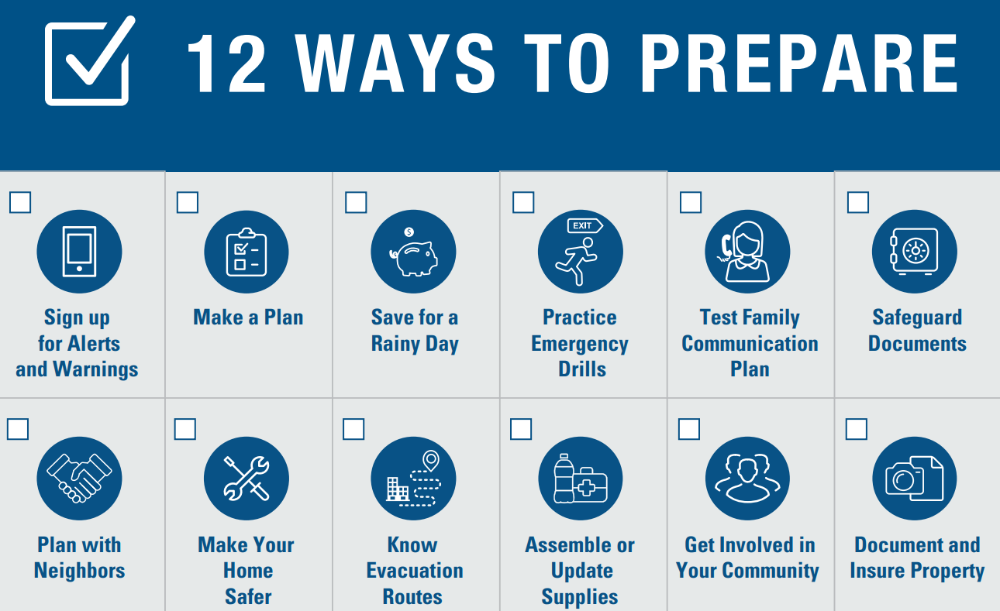 12 WAYS TO PREPARE
Sign up
for Alerts
and Warnings
Make a Plan
$
Save for a
Rainy Day
EXIT
Practice
Emergency
Drills
Test Family
Communication
Plan
Safeguard
Documents
Plan with
Neighbors
Make Your
Home
Safer
Know
Evacuation
Routes
Assemble or
Update
Supplies
Get Involved in
Your Community
Document and
Insure Property